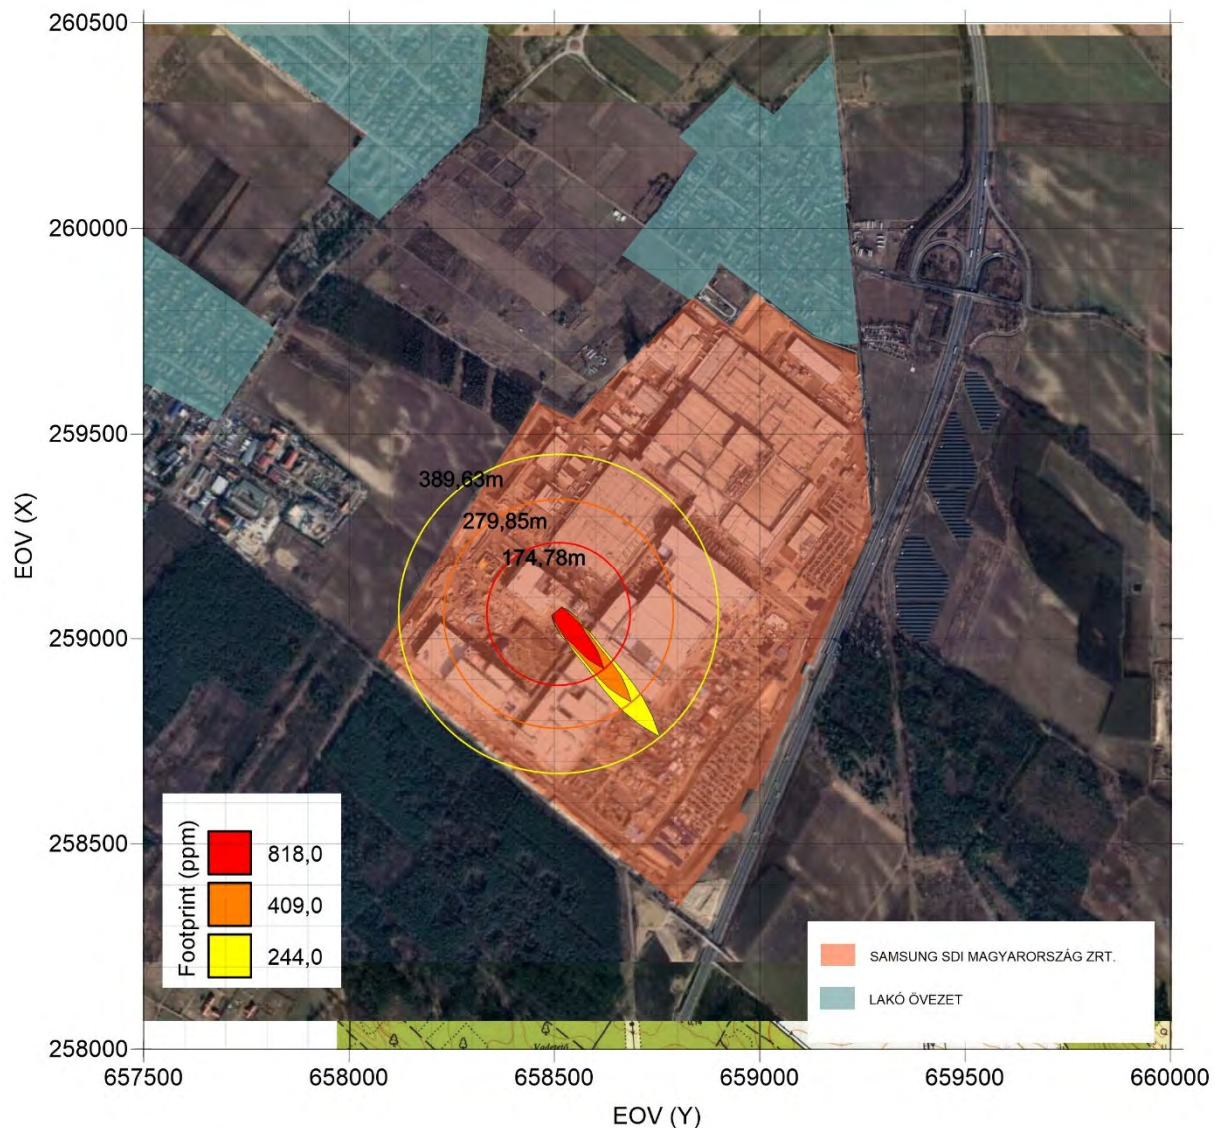 260500
260000
259500
259000
258500
258000
EOV (X)
389,63m
279,85m
174,78m
Footprint (ppm)
818,0
409,0
244,0
SAMSUNG SDI MAGYARORSZÁG ZRT.
LAKÓ ÖVEZET
657500
658000
658500
659000
659500
660000
EOV (Y)